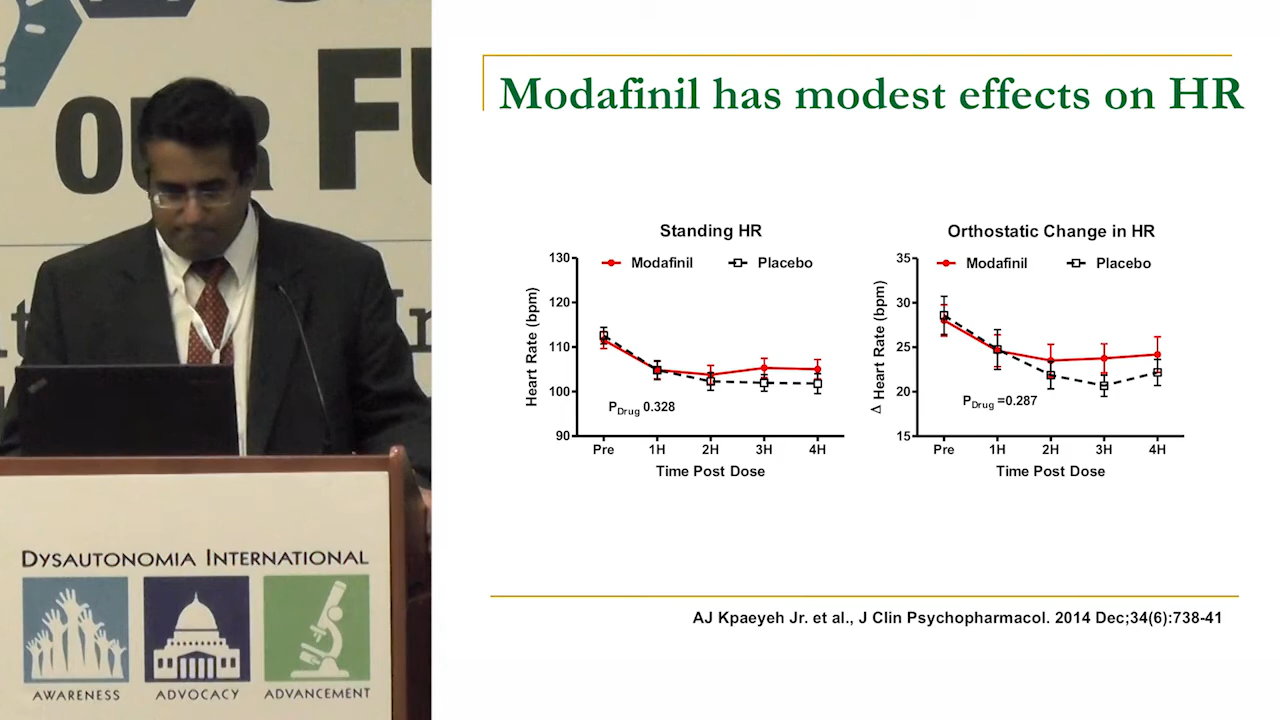 OUR FU
DYSAUTONOMIA INTERNATIONAL
AWARENESS ADVOCACY ADVANCEMENT
Modafinil has modest effects on HR
Standing HR
Modafinil Placebo
Heart Rate (bpm)
130
120
110
100
90
PDrug 0.328
Pre 1H 2H 3H 4H
Time Post Dose
Orthostatic Change in HR
Modafinil Placebo
Δ Heart Rate (bpm)
35
30
25
20
15
PDrug =0.287
Pre 1H 2H 3H 4H
Time Post Dose
AJ Kpaeyeh Jr. et al., J Clin Psychopharmacol. 2014 Dec;34(6):738-41